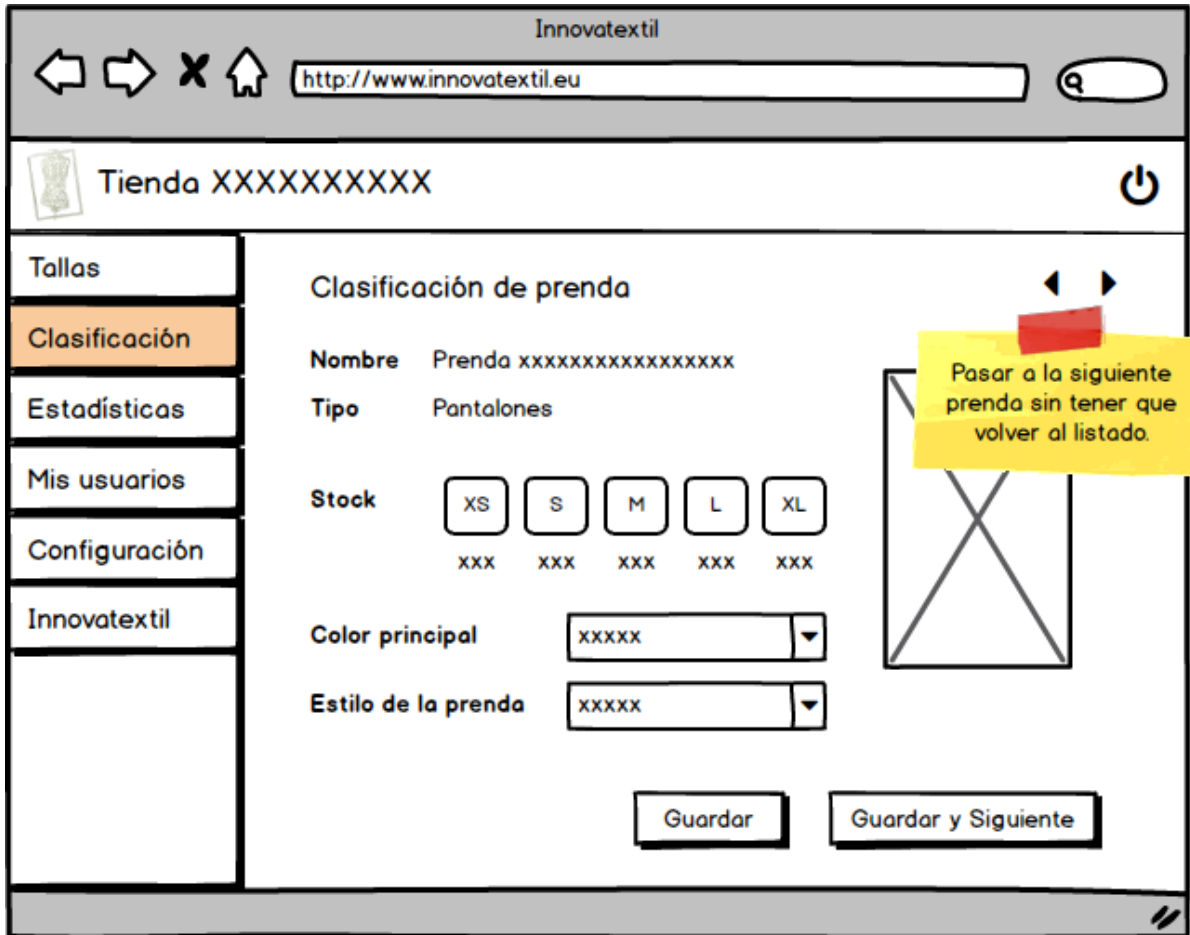 Innovatextil
http://www.innovatextil.eu
Tienda XXXXXXXXXX
Tallas
Clasificación
Estadísticas
Mis usuarios
Configuración
Innovatextil
Clasificación de prenda
Nombre Prenda xxxxxxxxxxxxxxxxx
Tipo Pantalones
Stock XS S M L XL
xxx xxx xxx xxx xxx
Color principal xxxxx
Estilo de la prenda xxxxx
Pasar a la siguiente
prenda sin tener que
volver al listado.
Guardar Guardar y Siguiente